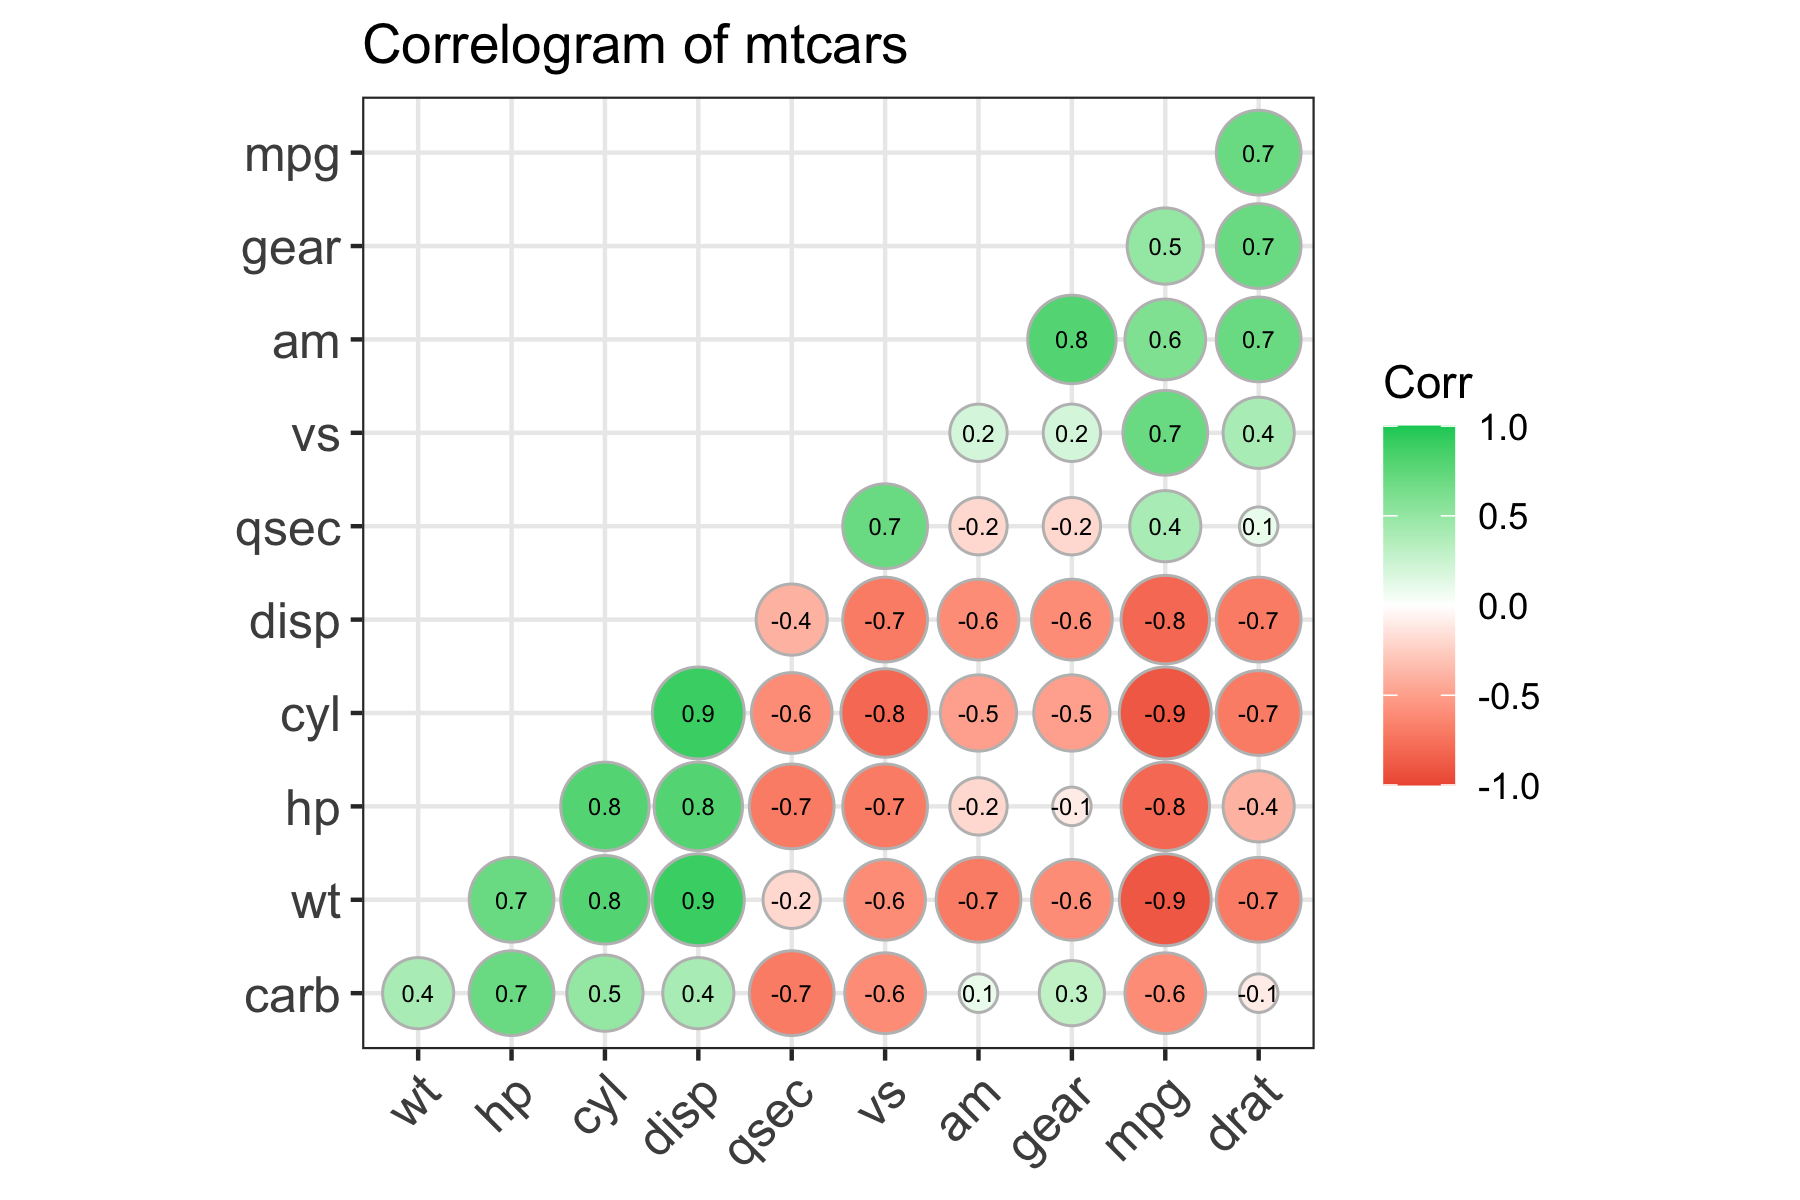 Correlogram of mtcars
mpg 0.7
gear 0.5 0.7
am 0.8 0.6 0.7
vs 0.2 0.2 0.7 0.4
qsec 0.7 -0.2 -0.2 0.4 0.1
disp -0.4 -0.7 -0.6 -0.6 -0.8 -0.7
cyl 0.9 -0.6 -0.8 -0.5 -0.5 -0.9 -0.7
hp 0.8 0.8 -0.7 -0.7 -0.2 -0.1 -0.8 -0.4
wt 0.7 0.8 0.9 -0.2 -0.6 -0.7 -0.6 -0.9 -0.7
carb 0.4 0.7 0.5 0.4 -0.7 -0.6 0.1 0.3 -0.6 -0.1
wt hp cyl disp qsec vs am gear mpg drat
Corr
1.0
0.5
0.0
-0.5
-1.0